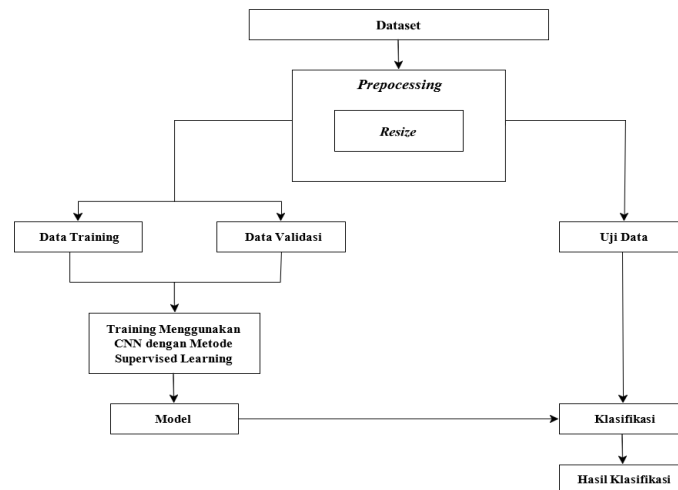 Dataset
Prepocessing
Resize
Data Training
Data Validasi
Uji Data
Training Menggunakan
CNN dengan Metode
Supervised Learning
Model
Klasifikasi
Hasil Klasifikasi